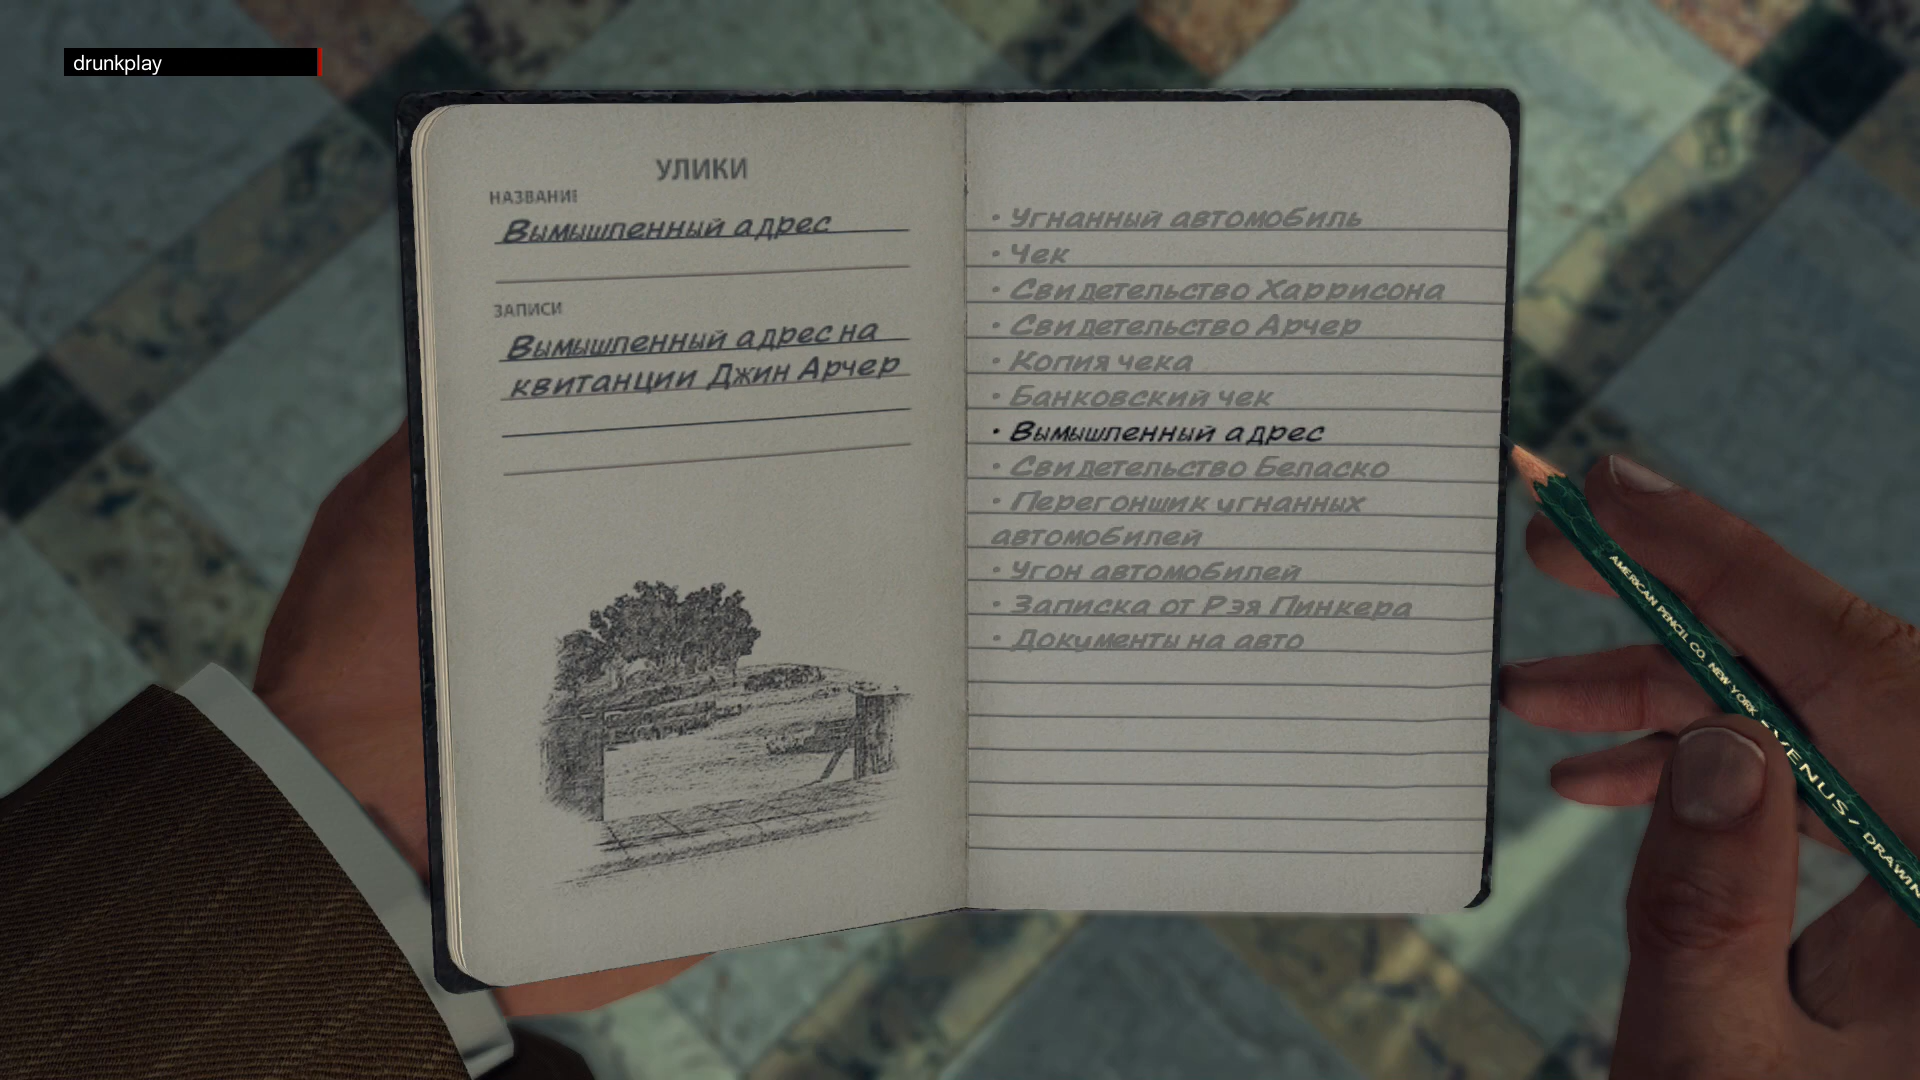 drunkplay
УЛИКИ
НАЗВАНИЕ
Вымышленный адрес
ЗАПИСИ
Вымышленный адрес на
квитанции Джин Арчер
• Угнанный автомобиль
• Чек
• Свидетельство Харрисона
• Свидетельство Арчер
• Копия чека
• Банковский чек
• Вымышленный адрес
• Свидетельство Беласко
• Перегонщик угнанных
автомобилей
• Угон автомобилей
• Записка от Рэя Пинкера
• Документы на авто
AMERICAN PENCIL CO. NEW YORK VENUS DRAWIN